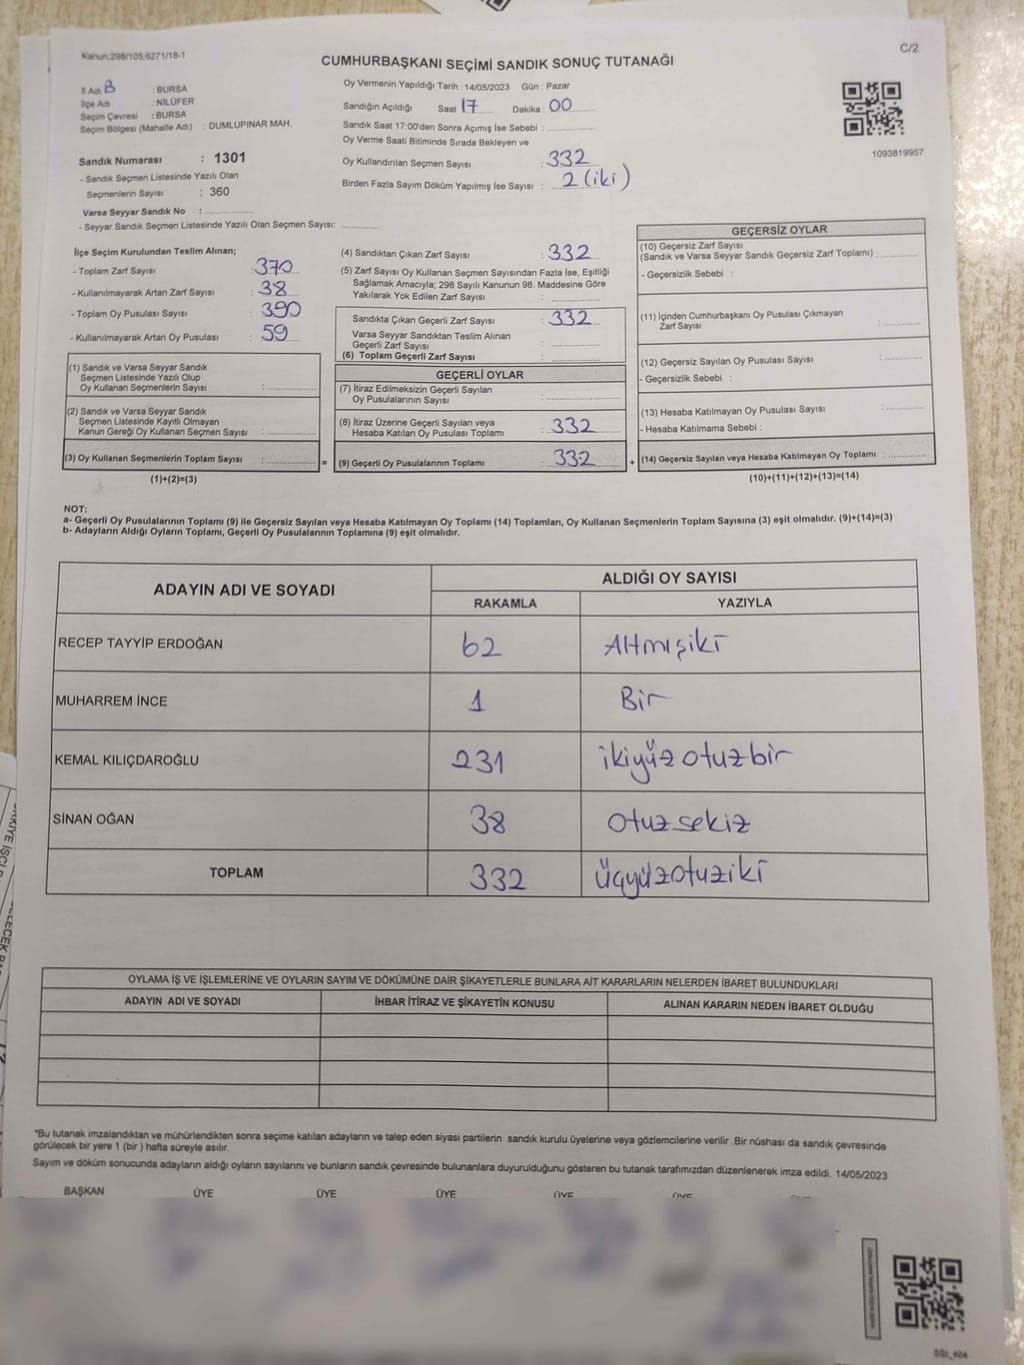 Kanun;298/105;6271/18-1
C/2
CUMHURBAŞKANI SEÇİMİ SANDIK SONUÇ TUTANAĞI
İl Adı B : BURSA
İlçe Adı : NİLÜFER
Seçim Çevresi : BURSA
Seçim Bölgesi (Mahalle Adı) : DUMLUPINAR MAH.
Oy Vermenin Yapıldığı Tarih :14/05/2023 Gün : Pazar
Sandığın Açıldığı Saat 17 Dakika : 00
Sandık Saat 17:00'den Sonra Açımış İse Sebebi :
Oy Verme Saati Bitiminde Sırada Bekleyen ve
Oy Kullandırılan Seçmen Sayısı : 332
Birden Fazla Sayım Döküm Yapılmış İse Sayısı : 2 (iki)
1093819957
Sandık Numarası : 1301
- Sandık Seçmen Listesinde Yazılı Olan
Seçmenlerin Sayısı : 360
Varsa Seyyar Sandık No :
- Seyyar Sandık Seçmen Listesinde Yazılı Olan Seçmen Sayısı:
İlçe Seçim Kurulundan Teslim Alınan;
- Toplam Zarf Sayısı : 370
- Kullanılmayarak Artan Zarf Sayısı : 38
- Toplam Oy Pusulası Sayısı : 390
- Kullanılmayarak Artan Oy Pusulası : 59
(1) Sandık ve Varsa Seyyar Sandık
Seçmen Listesinde Yazılı Olup
Oy Kullanan Seçmenlerin Sayısı :
(2) Sandık ve Varsa Seyyar Sandık
Seçmen Listesinde Kayıtlı Olmayan
Kanun Gereği Oy Kullanan Seçmen Sayısı :
(3) Oy Kullanan Seçmenlerin Toplam Sayısı : =
(1)+(2)=(3)
(4) Sandıktan Çıkan Zarf Sayısı : 332
(5) Zarf Sayısı Oy Kullanan Seçmen Sayısından Fazla İse, Eşitliği
Sağlamak Amacıyla; 298 Sayılı Kanunun 98. Maddesine Göre
Yakılarak Yok Edilen Zarf Sayısı :
Sandıkta Çıkan Geçerli Zarf Sayısı : 332
Varsa Seyyar Sandıktan Teslim Alınan
Geçerli Zarf Sayısı :
(6) Toplam Geçerli Zarf Sayısı :
GEÇERLİ OYLAR
(7) İtiraz Edilmeksizin Geçerli Sayılan
Oy Pusulalarının Sayısı :
(8) İtiraz Üzerine Geçerli Sayılan veya
Hesaba Katılan Oy Pusulası Toplamı : 332
(9) Geçerli Oy Pusulalarının Toplamı : 332 +
GEÇERSİZ OYLAR
(10) Geçersiz Zarf Sayısı
(Sandık ve Varsa Seyyar Sandık Geçersiz Zarf Toplamı) :
- Geçersizlik Sebebi :
(11) İçinden Cumhurbaşkanı Oy Pusulası Çıkmayan
Zarf Sayısı :
(12) Geçersiz Sayılan Oy Pusulası Sayısı :
- Geçersizlik Sebebi :
(13) Hesaba Katılmayan Oy Pusulası Sayısı :
- Hesaba Katılmama Sebebi :
(14) Geçersiz Sayılan veya Hesaba Katılmayan Oy Toplamı :
(10)+(11)+(12)+(13)=(14)
NOT:
a- Geçerli Oy Pusulalarının Toplamı (9) ile Geçersiz Sayılan veya Hesaba Katılmayan Oy Toplamı (14) Toplamları, Oy Kullanan Seçmenlerin Toplam Sayısına (3) eşit olmalıdır. (9)+(14)=(3)
b- Adayların Aldığı Oyların Toplamı, Geçerli Oy Pusulalarının Toplamına (9) eşit olmalıdır.
ADAYIN ADI VE SOYADI ALDIĞI OY SAYISI
RAKAMLA YAZIYLA
RECEP TAYYİP ERDOĞAN 62 Altmışiki
MUHARREM İNCE 1 Bir
KEMAL KILIÇDAROĞLU 231 ikiyüzotuzbir
SİNAN OĞAN 38 otuzsekiz
TOPLAM 332 Üçyüzotuziki
OYLAMA İŞ VE İŞLEMLERİNE VE OYLARIN SAYIM VE DÖKÜMÜNE DAİR ŞİKAYETLERLE BUNLARA AİT KARARLARIN NELERDEN İBARET BULUNDUKLARI
ADAYIN ADI VE SOYADI İHBAR İTİRAZ VE ŞİKAYETİN KONUSU ALINAN KARARIN NEDEN İBARET OLDUĞU
*Bu tutanak imzalandıktan ve mühürlendikten sonra seçime katılan adayların ve talep eden siyasi partilerin sandık kurulu üyelerine veya gözlemcilerine verilir .Bir nüshası da sandık çevresinde
görülecek bir yere 1 (bir ) hafta süreyle asılır.
Sayım ve döküm sonucunda adayların aldığı oyların sayılarını ve bunların sandık çevresinde bulunanlara duyurulduğunu gösteren bu tutanak tarafımızdan düzenlenerek imza edildi. 14/05/2023
BAŞKAN ÜYE ÜYE ÜYE ÜYE ÜYE